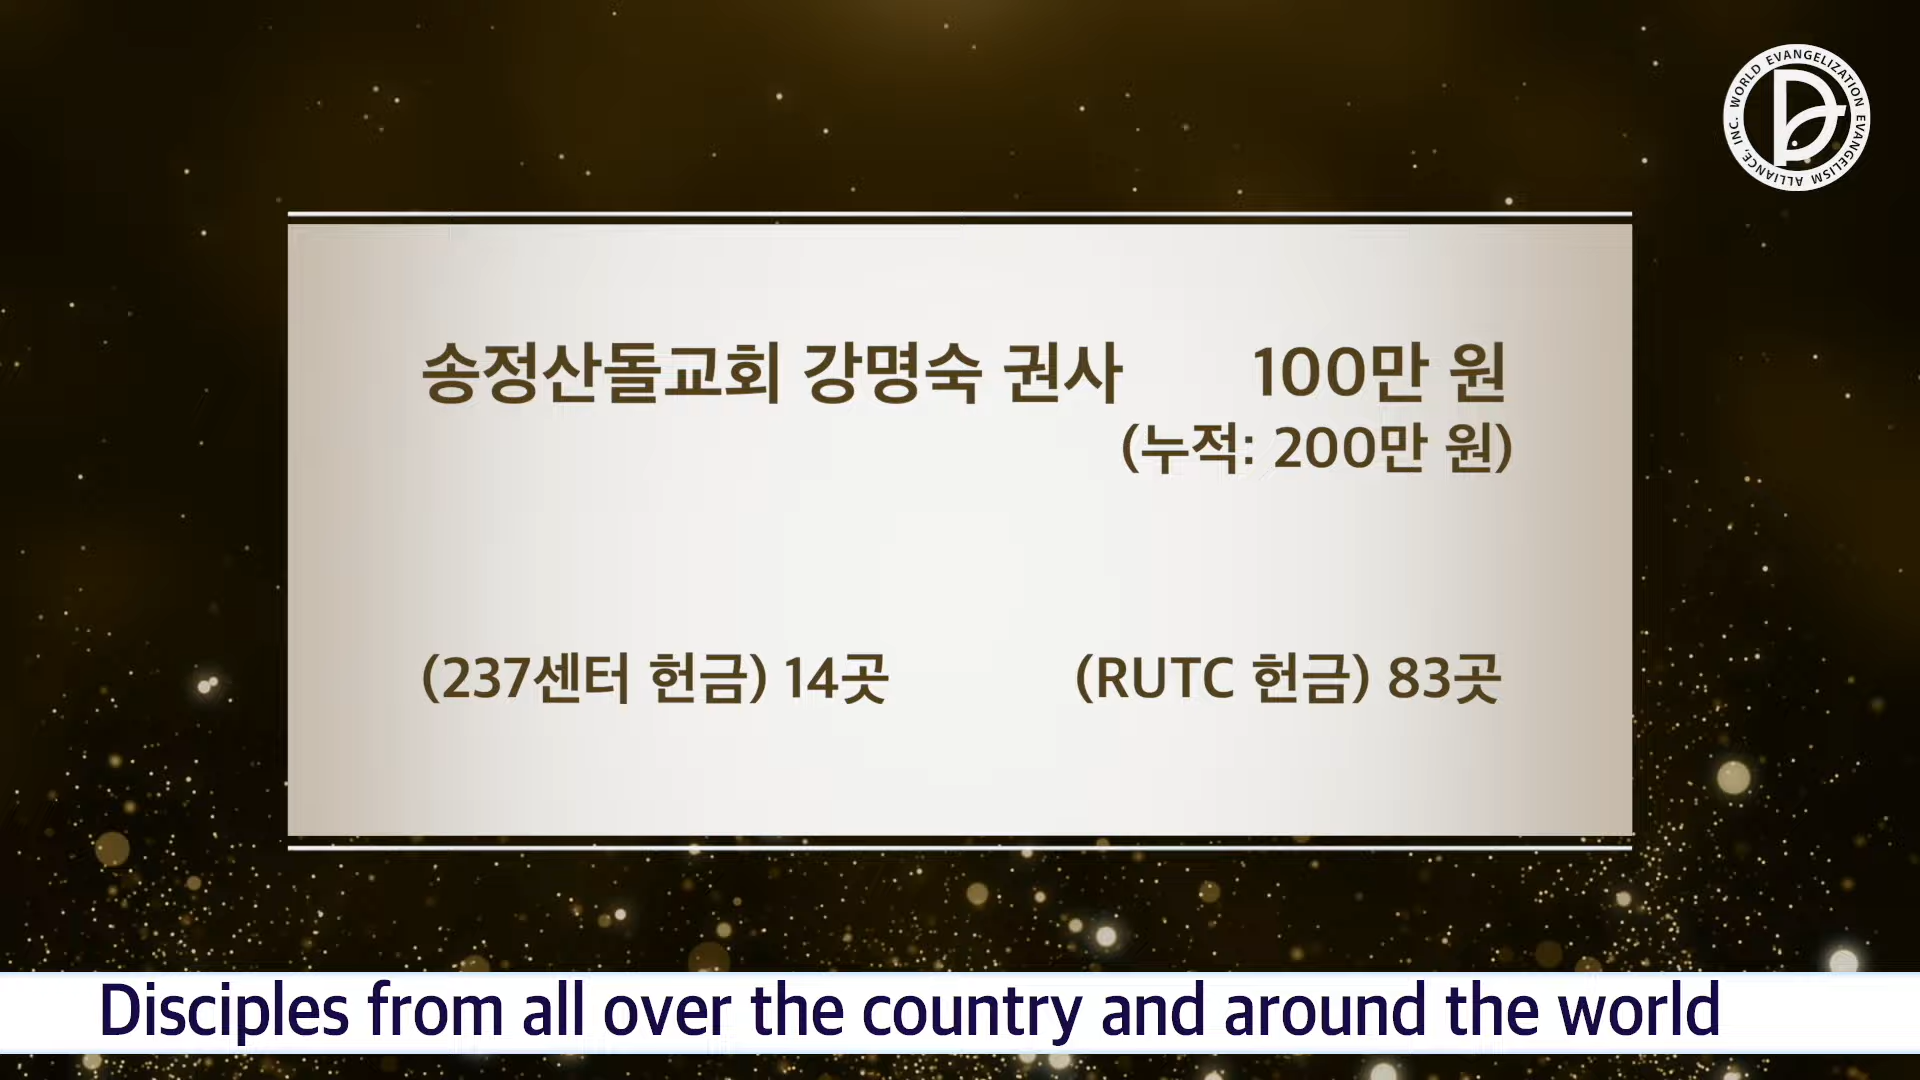 WORLD EVANGELIZATION EVANGELISM ALLIANCE, INC.
송정산돌교회 강명숙 권사 100만 원
(누적: 200만 원)
(237센터 헌금) 14곳 (RUTC 헌금) 83곳
Disciples from all over the country and around the world